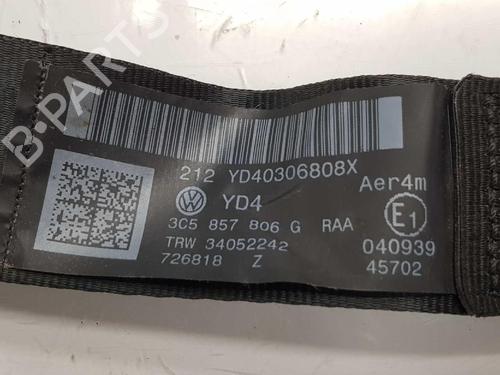 B-PARTS
212 YD40306808X
Aer4m
YD4
E1
3C5 857 806 G RAA
TRW 34052242
040939
726818 Z
45702